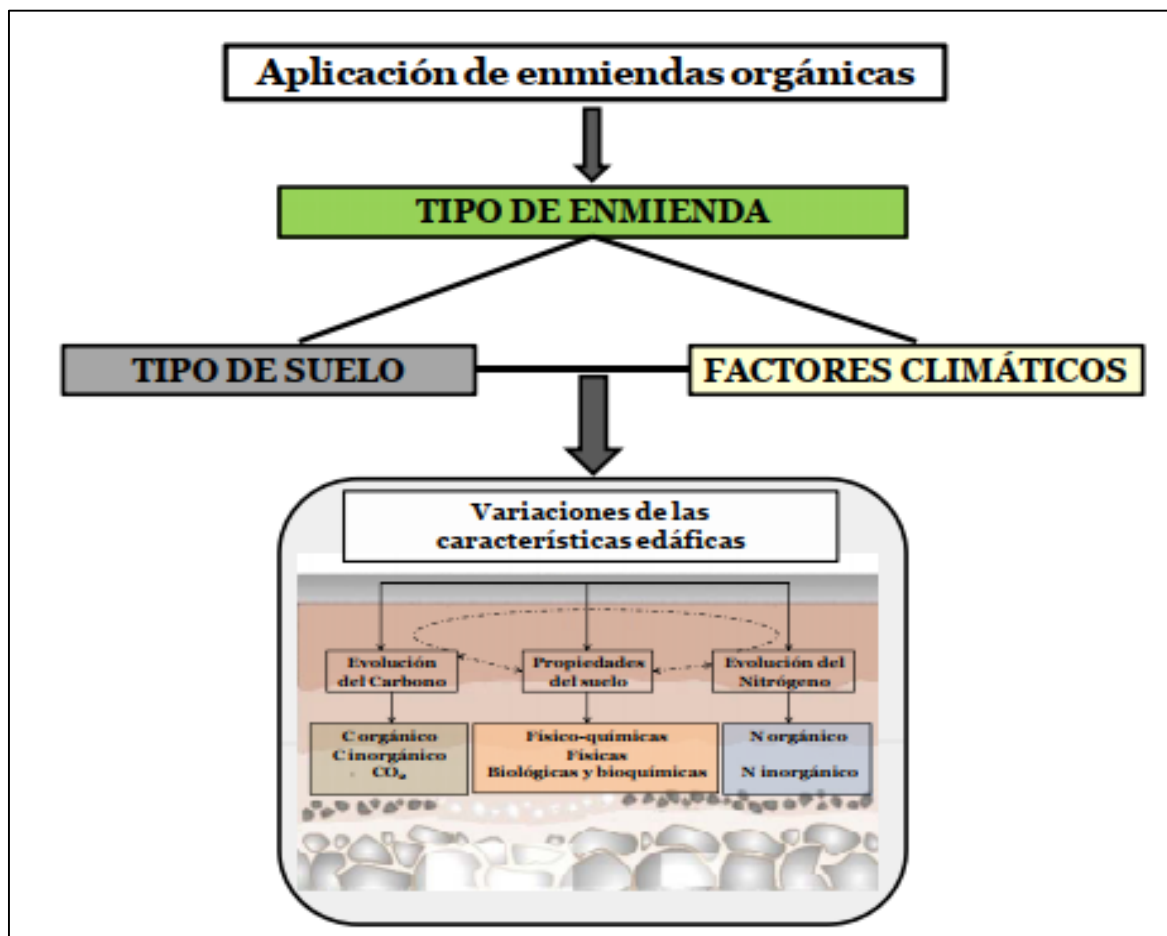 Aplicación de enmiendas orgánicas
TIPO DE ENMIENDA
TIPO DE SUELO
FACTORES CLIMÁTICOS
Variaciones de las
características edáficas
Evolución
del Carbono
Propiedades
del suelo
Evolución del
Nitrógeno
C orgánico
C inorgánico
CO₂
Físico-químicas
Físicas
Biológicas y bioquímicas
N orgánico
N inorgánico